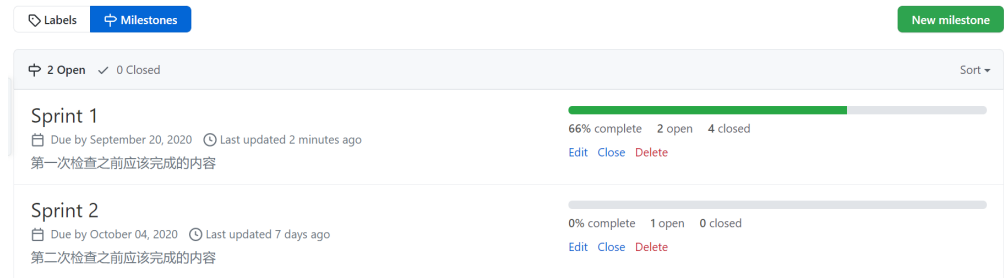 Labels Milestones New milestone
2 Open 0 Closed Sort
Sprint 1
66% complete 2 open 4 closed
Due by September 20, 2020 Last updated 2 minutes ago
Edit Close Delete
第一次检查之前应该完成的内容
Sprint 2
0% complete 1 open 0 closed
Due by October 04, 2020 Last updated 7 days ago
Edit Close Delete
第二次检查之前应该完成的内容